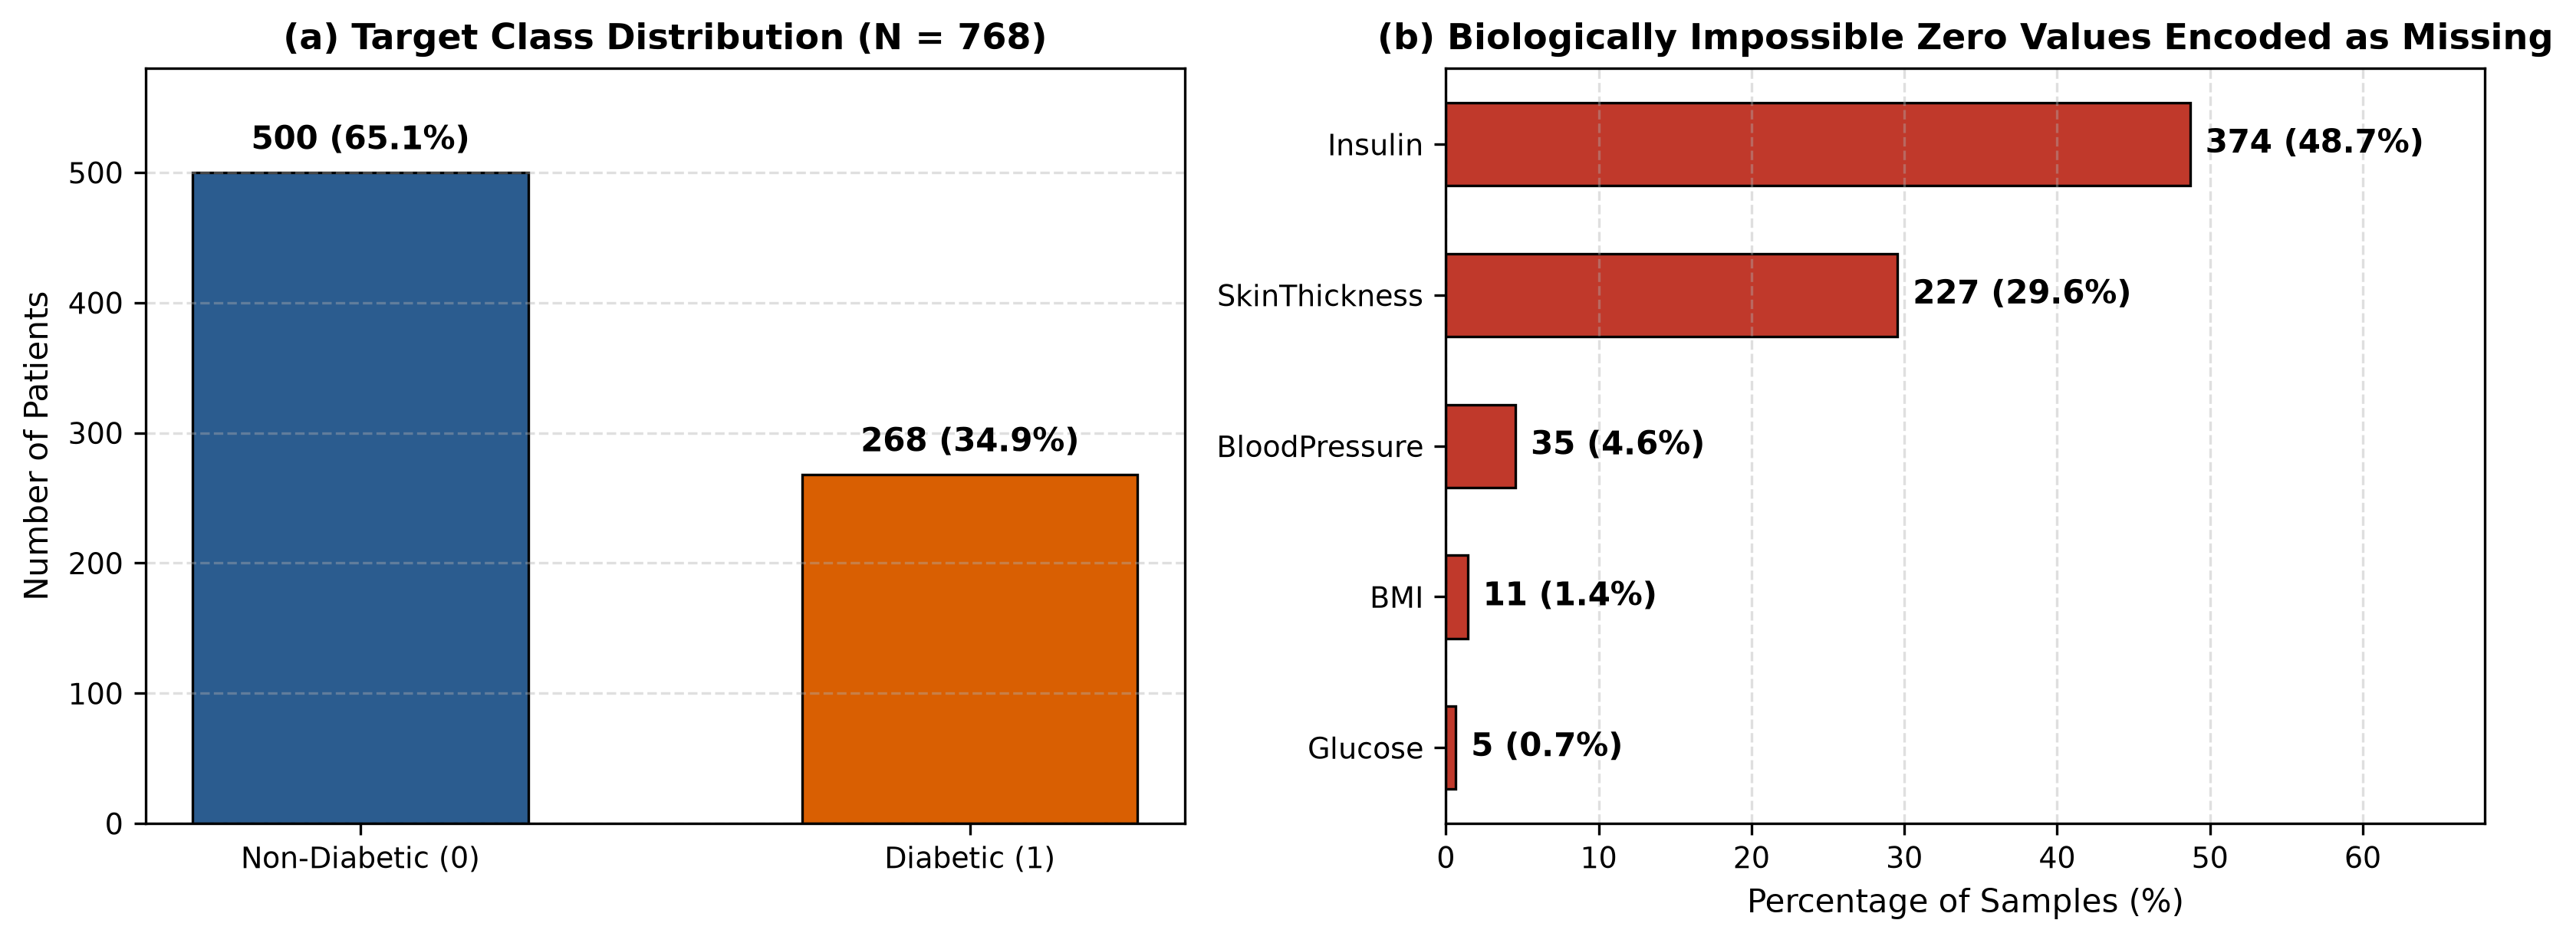 (a) Target Class Distribution (N = 768)
Number of Patients
500
400
300
200
100
0
500 (65.1%)
268 (34.9%)
Non-Diabetic (0)
Diabetic (1)
(b) Biologically Impossible Zero Values Encoded as Missing
Insulin
374 (48.7%)
SkinThickness
227 (29.6%)
BloodPressure
35 (4.6%)
BMI
11 (1.4%)
Glucose
5 (0.7%)
0 10 20 30 40 50 60
Percentage of Samples (%)